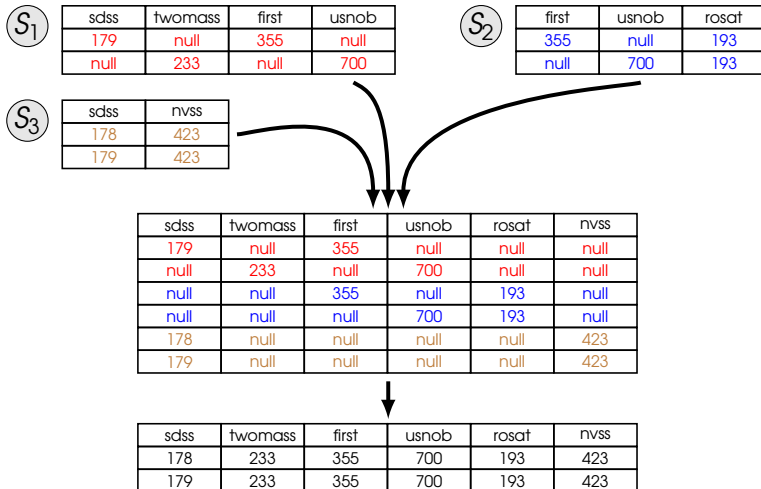 S1
sdss twomass first usnob
179 null 355 null
null 233 null 700
S2
first usnob rosat
355 null 193
null 700 193
S3
sdss nvss
178 423
179 423
sdss twomass first usnob rosat nvss
179 null 355 null null null
null 233 null 700 null null
null null 355 null 193 null
null null null 700 193 null
178 null null null null 423
179 null null null null 423
sdss twomass first usnob rosat nvss
178 233 355 700 193 423
179 233 355 700 193 423